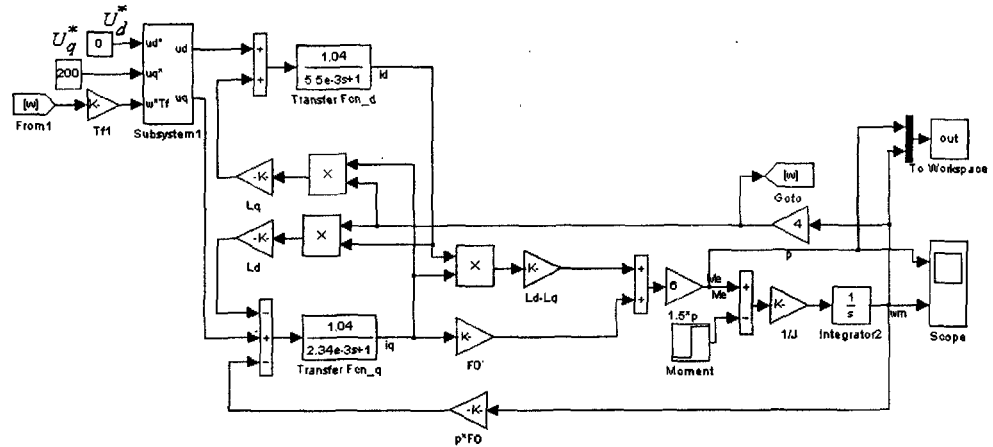 U*d
U*q
0
200
ud*
uq*
w*Tf
ud
uq
[w]
From1
K-
Tf1
Subsystem1
+
+
1.04
5.5e-3s+1
id
Transfer Fcn_d
-K-
Lq
×
-K-
Ld
×
×
K-
Ld-Lq
+
+
6
1.5*p
Me
Me
Moment
+
−
K-
1/J
1
s
Integrator2
wm
Scope
p
4
[w]
Goto
out
To Workspace
−
+
−
1.04
2.34e-3s+1
iq
Transfer Fcn_q
K-
F0
-K-
p*F0